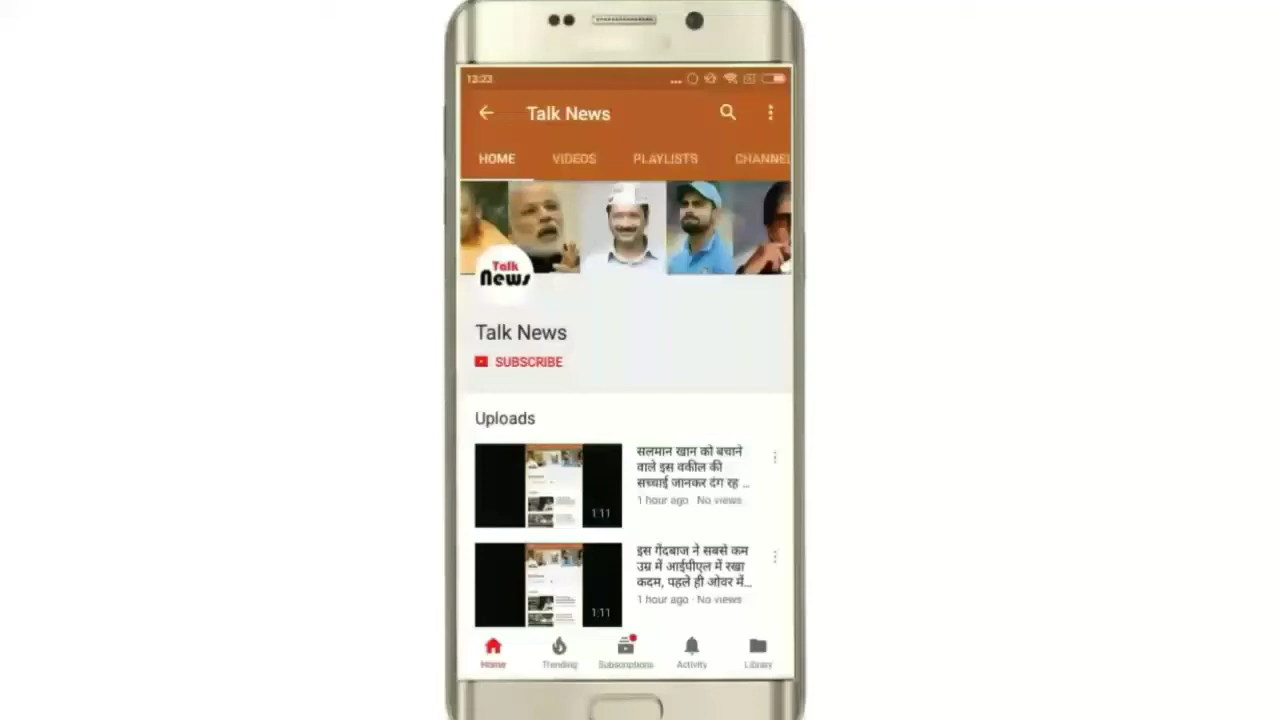 13:23
Talk News
HOME VIDEOS PLAYLISTS CHANNEL
Talk
News
Talk News
SUBSCRIBE
Uploads
सलमान खान को बचाने
वाले इस वकील की
सच्चाई जानकर दंग रह ...
1 hour ago · No views
1:11
इस गेंदबाज ने सबसे कम
उम्र में आईपीएल में रखा
कदम, पहले ही ओवर में...
1 hour ago · No views
1:11
Home Trending Subscriptions Activity Library